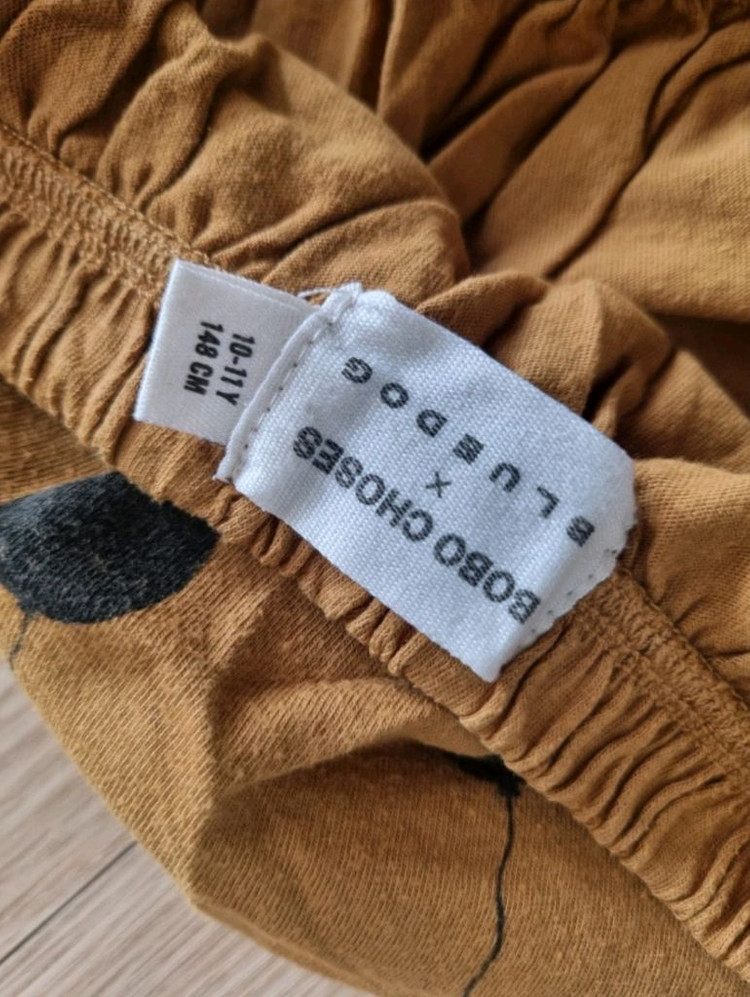 BOBO CHOSES
X
BLUEDOG
10-11Y
148 CM